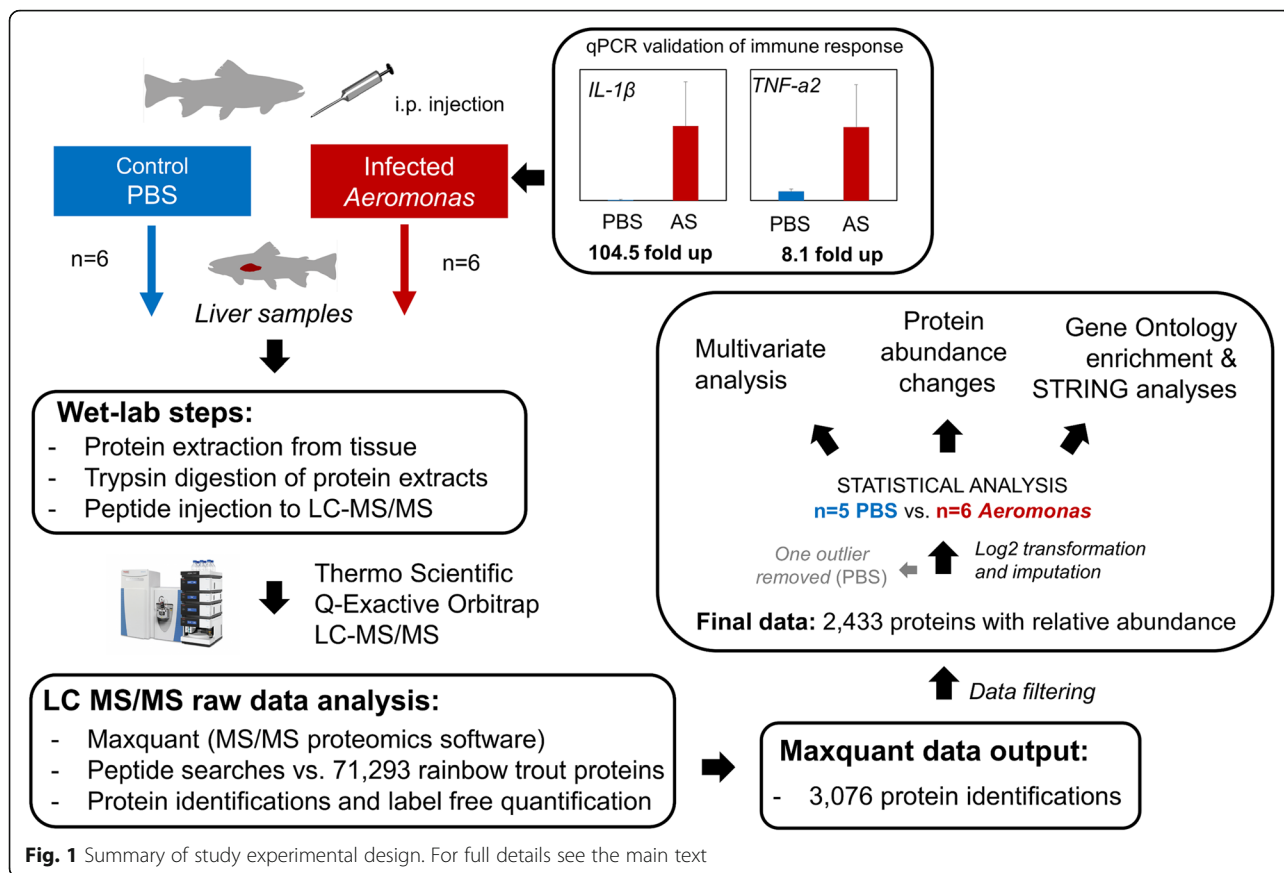 i.p. injection
Control
PBS
Infected
Aeromonas
n=6
n=6
Liver samples
qPCR validation of immune response
IL-1β
TNF-a2
PBS
AS
PBS
AS
104.5 fold up
8.1 fold up
Wet-lab steps:
- Protein extraction from tissue
- Trypsin digestion of protein extracts
- Peptide injection to LC-MS/MS
Thermo Scientific
Q-Exactive Orbitrap
LC-MS/MS
LC MS/MS raw data analysis:
- Maxquant (MS/MS proteomics software)
- Peptide searches vs. 71,293 rainbow trout proteins
- Protein identifications and label free quantification
Maxquant data output:
- 3,076 protein identifications
Data filtering
Final data: 2,433 proteins with relative abundance
One outlier
removed (PBS)
Log2 transformation
and imputation
STATISTICAL ANALYSIS
n=5 PBS vs. n=6 Aeromonas
Multivariate
analysis
Protein
abundance
changes
Gene Ontology
enrichment &
STRING analyses
Fig. 1 Summary of study experimental design. For full details see the main text